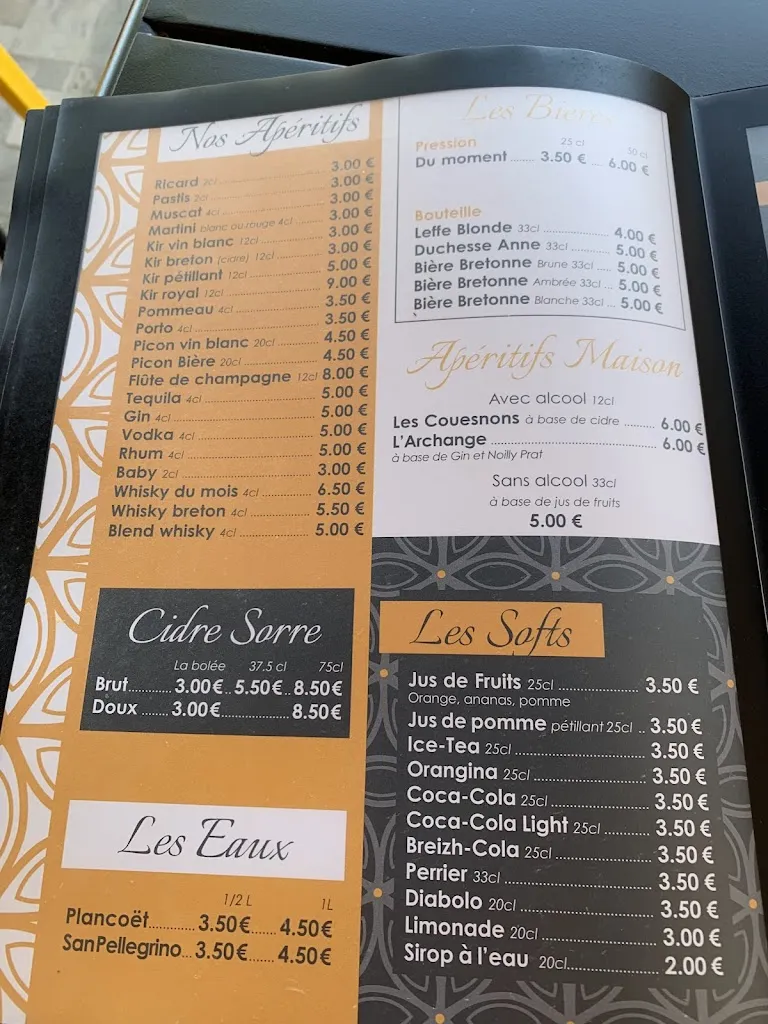 Nos Apéritifs
Ricard 2cl 3.00 €
Pastis 2cl 3.00 €
Muscat 4cl 3.00 €
Martini blanc ou rouge 4cl 3.00 €
Kir vin blanc 12cl 3.00 €
Kir breton (cidre) 12cl 3.00 €
Kir pétillant 12cl 5.00 €
Kir royal 12cl 9.00 €
Pommeau 4cl 3.50 €
Porto 4cl 3.50 €
Picon vin blanc 20cl 4.50 €
Picon Bière 20cl 4.50 €
Flûte de champagne 12cl 8.00 €
Tequila 4cl 5.00 €
Gin 4cl 5.00 €
Vodka 4cl 5.00 €
Rhum 4cl 5.00 €
Baby 2cl 3.00 €
Whisky du mois 4cl 6.50 €
Whisky breton 4cl 5.50 €
Blend whisky 4cl 5.00 €
Cidre Sorre
La bolée 37.5 cl 75cl
Brut 3.00€ 5.50€ 8.50€
Doux 3.00€ 8.50€
Les Eaux
1/2 L 1L
Plancoët 3.50€ 4.50€
SanPellegrino 3.50€ 4.50€
Les Bieres
Pression 25 cl 50 cl
Du moment 3.50 € 6.00 €
Bouteille
Leffe Blonde 33cl 4.00 €
Duchesse Anne 33cl 5.00 €
Bière Bretonne Brune 33cl 5.00 €
Bière Bretonne Ambrée 33cl 5.00 €
Bière Bretonne Blanche 33cl 5.00 €
Apéritifs Maison
Avec alcool 12cl
Les Couesnons à base de cidre 6.00 €
L'Archange 6.00 €
à base de Gin et Noilly Prat
Sans alcool 33cl
à base de jus de fruits
5.00 €
Les Softs
Jus de Fruits 25cl 3.50 €
Orange, ananas, pomme
Jus de pomme pétillant 25cl 3.50 €
Ice-Tea 25cl 3.50 €
Orangina 25cl 3.50 €
Coca-Cola 25cl 3.50 €
Coca-Cola Light 25cl 3.50 €
Breizh-Cola 25cl 3.50 €
Perrier 33cl 3.50 €
Diabolo 20cl 3.50 €
Limonade 20cl 3.00 €
Sirop à l'eau 20cl 2.00 €